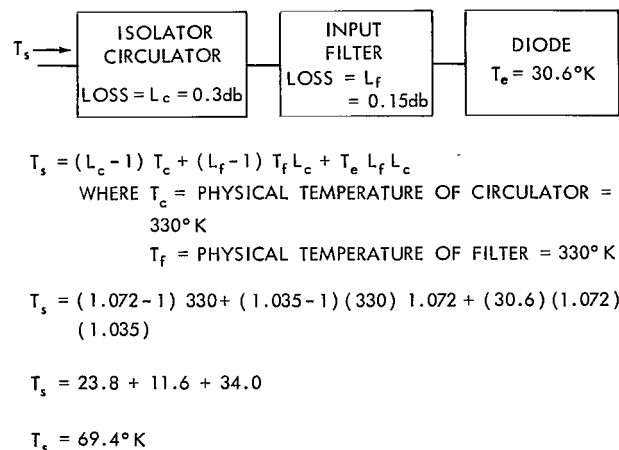 T_s
ISOLATOR
CIRCULATOR
LOSS = L_c = 0.3db
INPUT
FILTER
LOSS = L_f
= 0.15db
DIODE
T_e = 30.6°K
T_s = (L_c -1) T_c + (L_f -1) T_f L_c + T_e L_f L_c
WHERE T_c = PHYSICAL TEMPERATURE OF CIRCULATOR =
330°K
T_f = PHYSICAL TEMPERATURE OF FILTER = 330°K
T_s = (1.072-1) 330+ (1.035-1) (330) 1.072 + (30.6) (1.072)
(1.035)
T_s = 23.8 + 11.6 + 34.0
T_s = 69.4°K